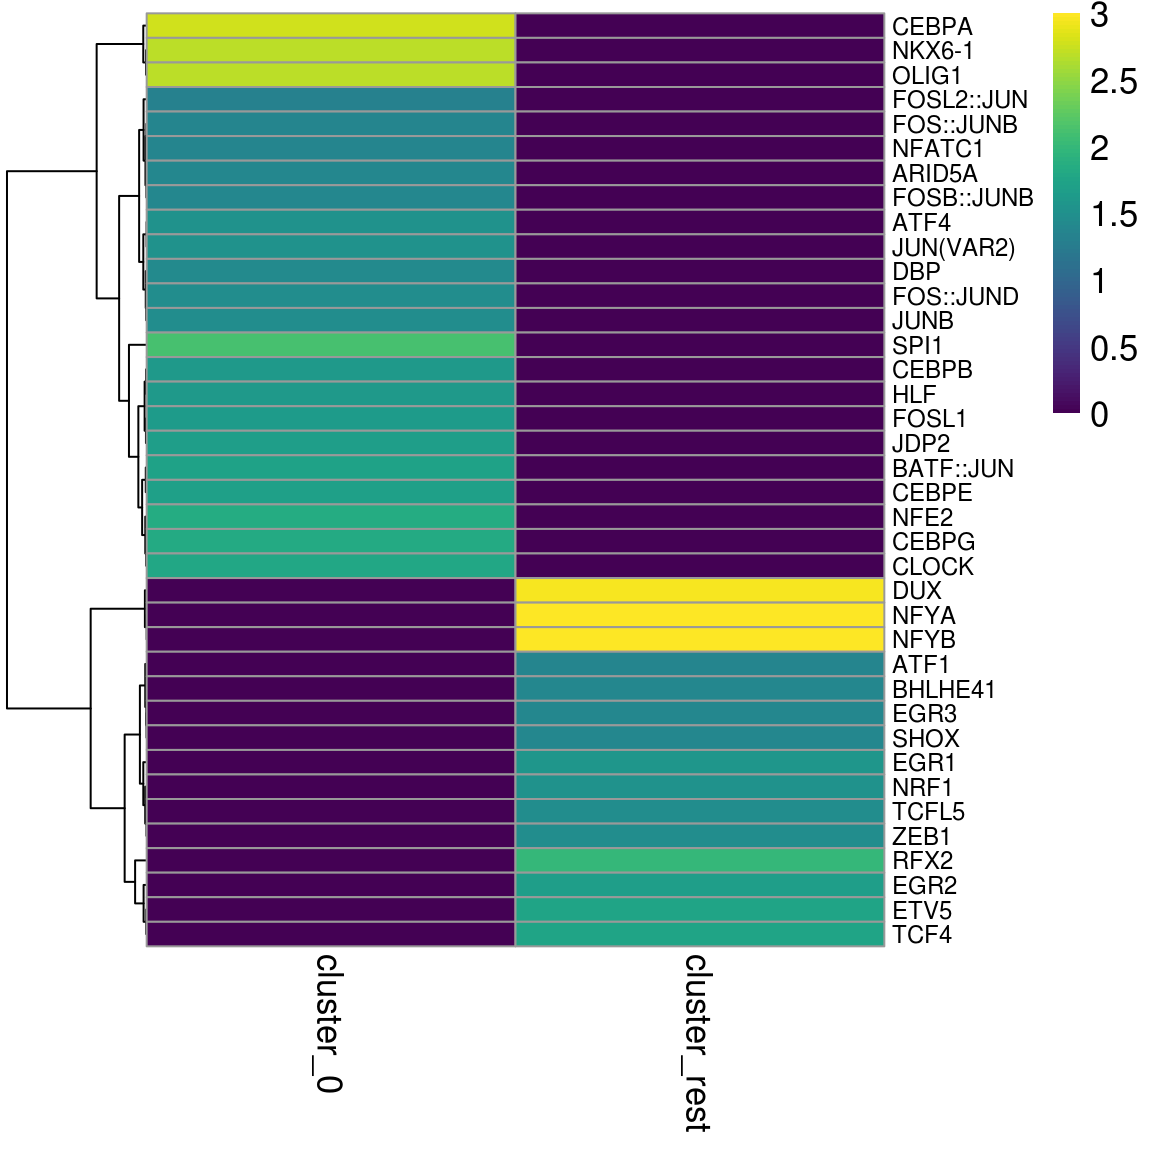 CEBPA
NKX6-1
OLIG1
FOSL2::JUN
FOS::JUNB
NFATC1
ARID5A
FOSB::JUNB
ATF4
JUN(VAR2)
DBP
FOS::JUND
JUNB
SPI1
CEBPB
HLF
FOSL1
JDP2
BATF::JUN
CEBPE
NFE2
CEBPG
CLOCK
DUX
NFYA
NFYB
ATF1
BHLHE41
EGR3
SHOX
EGR1
NRF1
TCFL5
ZEB1
RFX2
EGR2
ETV5
TCF4
cluster_0
cluster_rest
3
2.5
2
1.5
1
0.5
0